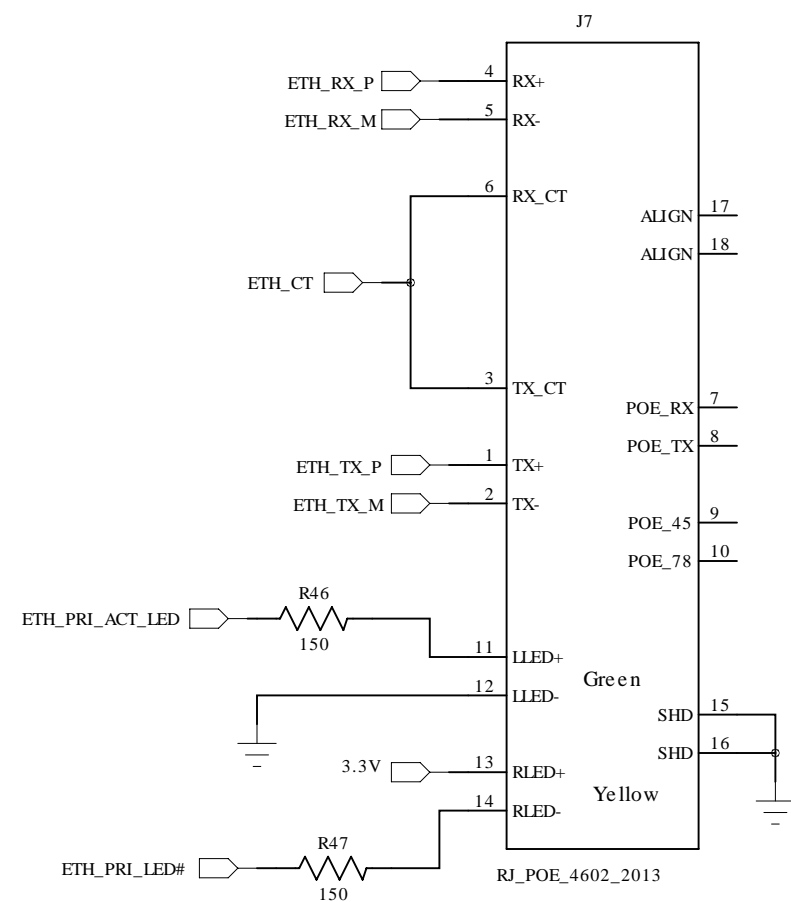 J7
ETH_RX_P 4 RX+
ETH_RX_M 5 RX-
6 RX_CT
ALIGN 17
ALIGN 18
ETH_CT
3 TX_CT
POE_RX 7
POE_TX 8
ETH_TX_P 1 TX+
ETH_TX_M 2 TX-
POE_45 9
POE_78 10
R46
ETH_PRI_ACT_LED
150
11 LLED+
Green
12 LLED-
SHD 15
SHD 16
3.3V 13 RLED+
Yellow
14 RLED-
R47
ETH_PRI_LED#
150
RJ_POE_4602_2013